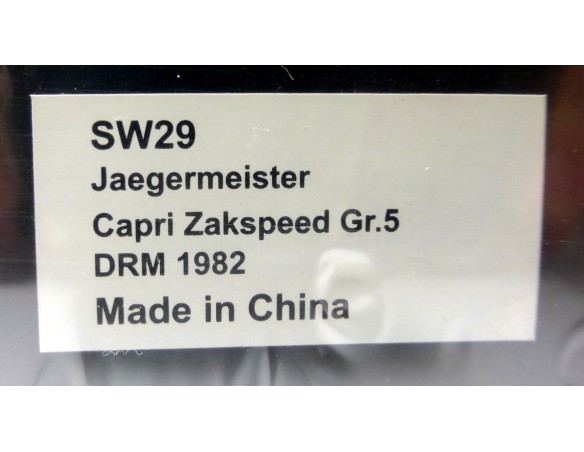 SW29
Jaegermeister
Capri Zakspeed Gr.5
DRM 1982
Made in China